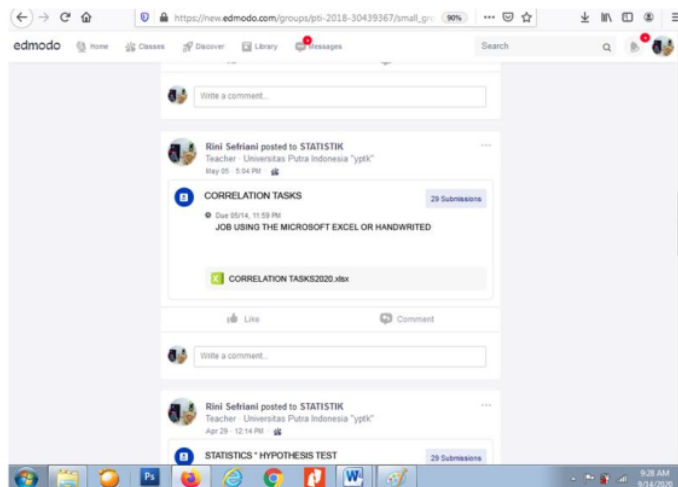 https://new.edmodo.com/groups/pti-2018-30439367/small_gr
90%
edmodo
Home
Classes
Discover
Library
Messages
Search
Write a comment...
Rini Sefriani posted to STATISTIK
Teacher · Universitas Putra Indonesia "yptk"
May 05 · 5:04 PM
CORRELATION TASKS
29 Submissions
Due 05/14, 11:59 PM
JOB USING THE MICROSOFT EXCEL OR HANDWRITED
CORRELATION TASKS2020.xlsx
Like
Comment
Write a comment...
Rini Sefriani posted to STATISTIK
Teacher · Universitas Putra Indonesia "yptk"
Apr 29 · 12:14 PM
STATISTICS " HYPOTHESIS TEST
29 Submissions
Ps
W
9:28 AM
9/14/2020